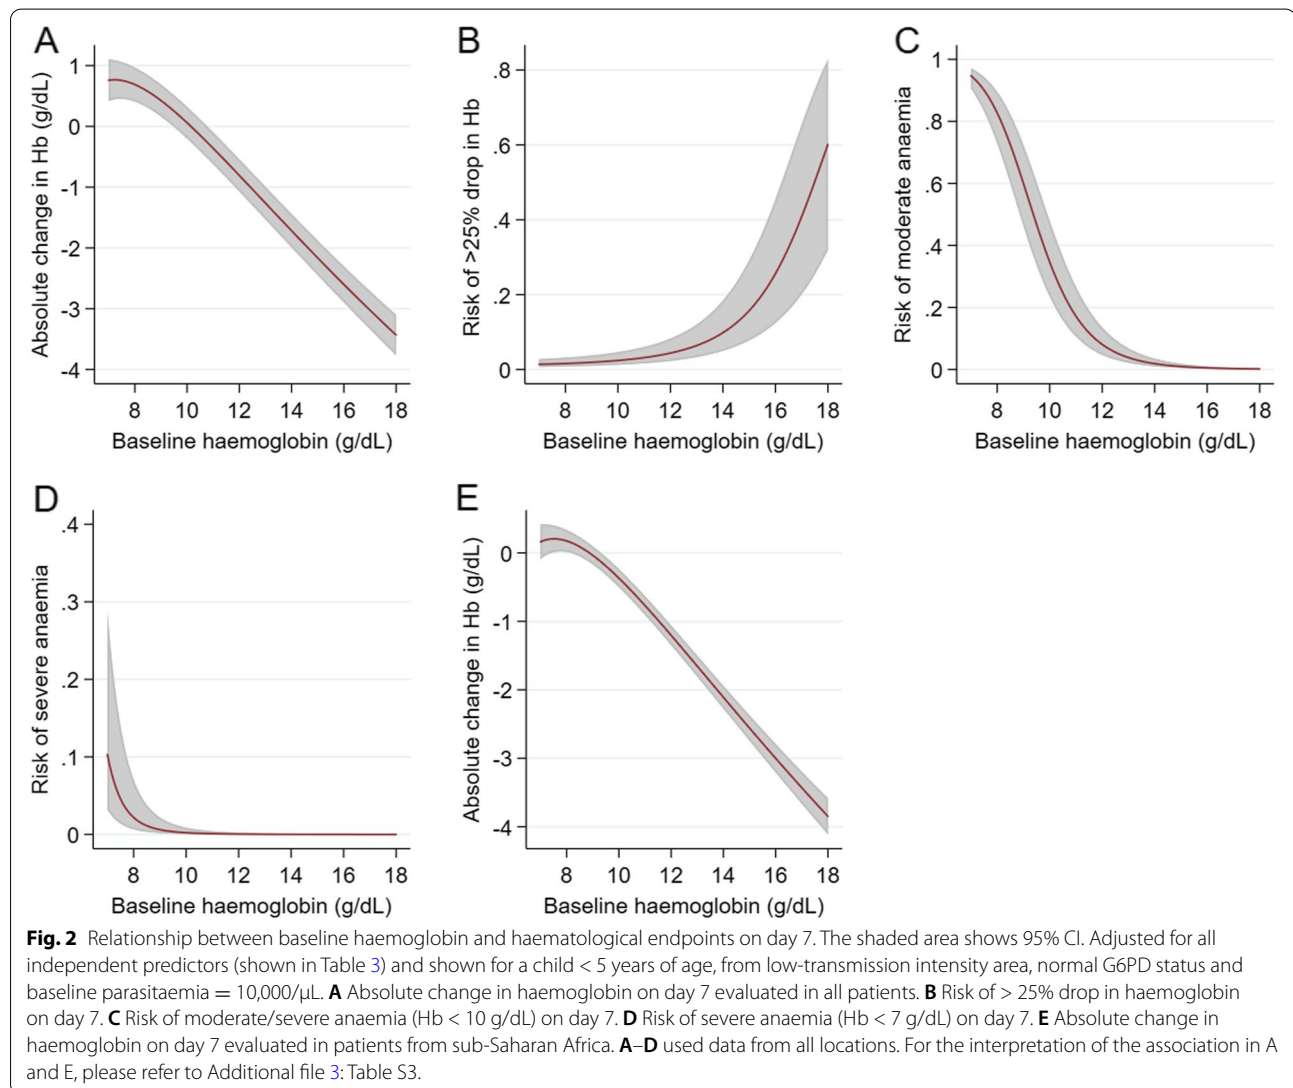 A
B
C
1
0
-1
-2
-3
-4
Absolute change in Hb (g/dL)
8 10 12 14 16 18
Baseline haemoglobin (g/dL)
.8
.6
.4
.2
0
Risk of >25% drop in Hb
8 10 12 14 16 18
Baseline haemoglobin (g/dL)
1
.8
.6
.4
.2
0
Risk of moderate anaemia
8 10 12 14 16 18
Baseline haemoglobin (g/dL)
D
E
.4
.3
.2
.1
0
Risk of severe anaemia
8 10 12 14 16 18
Baseline haemoglobin (g/dL)
0
-1
-2
-3
-4
Absolute change in Hb (g/dL)
8 10 12 14 16 18
Baseline haemoglobin (g/dL)
Fig. 2 Relationship between baseline haemoglobin and haematological endpoints on day 7. The shaded area shows 95% CI. Adjusted for all
independent predictors (shown in Table 3) and shown for a child < 5 years of age, from low-transmission intensity area, normal G6PD status and
baseline parasitaemia = 10,000/µL. A Absolute change in haemoglobin on day 7 evaluated in all patients. B Risk of > 25% drop in haemoglobin
on day 7. C Risk of moderate/severe anaemia (Hb < 10 g/dL) on day 7. D Risk of severe anaemia (Hb < 7 g/dL) on day 7. E Absolute change in
haemoglobin on day 7 evaluated in patients from sub-Saharan Africa. A–D used data from all locations. For the interpretation of the association in A
and E, please refer to Additional file 3: Table S3.